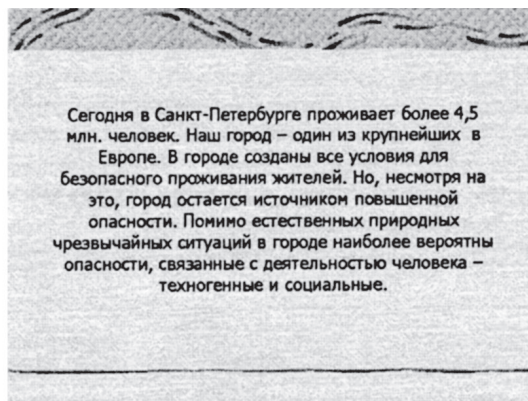 Сегодня в Санкт-Петербурге проживает более 4,5
млн. человек. Наш город – один из крупнейших в
Европе. В городе созданы все условия для
безопасного проживания жителей. Но, несмотря на
это, город остается источником повышенной
опасности. Помимо естественных природных
чрезвычайных ситуаций в городе наиболее вероятны
опасности, связанные с деятельностью человека –
техногенные и социальные.